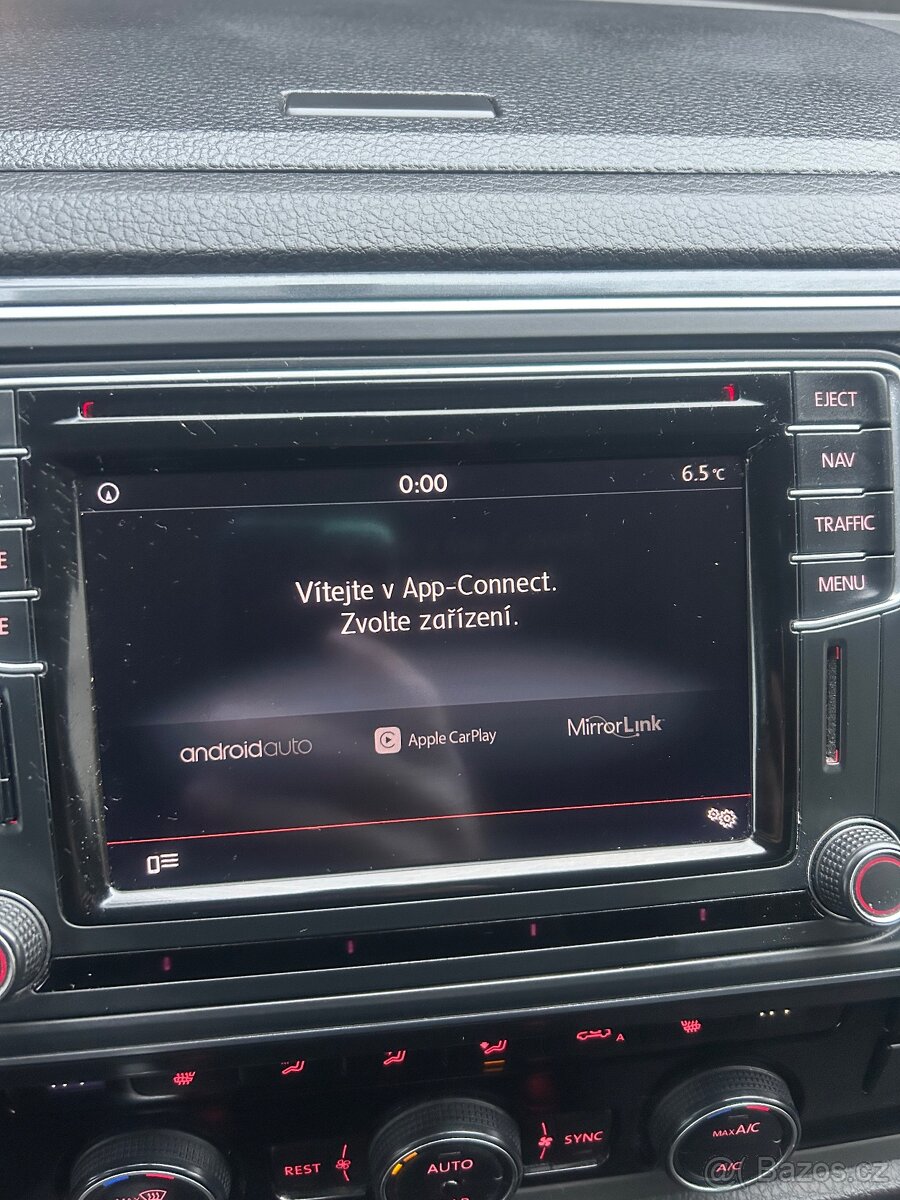 EJECT
0:00
6.5 °C
NAV
TRAFFIC
Vítejte v App-Connect.
Zvolte zařízení.
MENU
E
E
androidauto
Apple CarPlay
MirrorLink
A
REST
AUTO
SYNC
MAX A/C
A/C
MAX
@ Bazos.cz